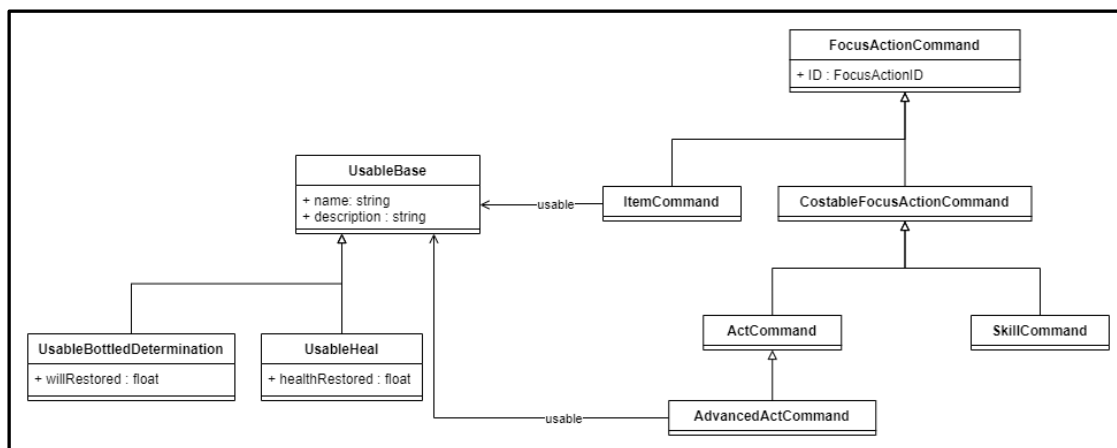 FocusActionCommand
+ ID : FocusActionID
UsableBase
+ name: string
+ description : string
usable
ItemCommand
CostableFocusActionCommand
UsableBottledDetermination
+ willRestored : float
UsableHeal
+ healthRestored : float
ActCommand
SkillCommand
usable
AdvancedActCommand